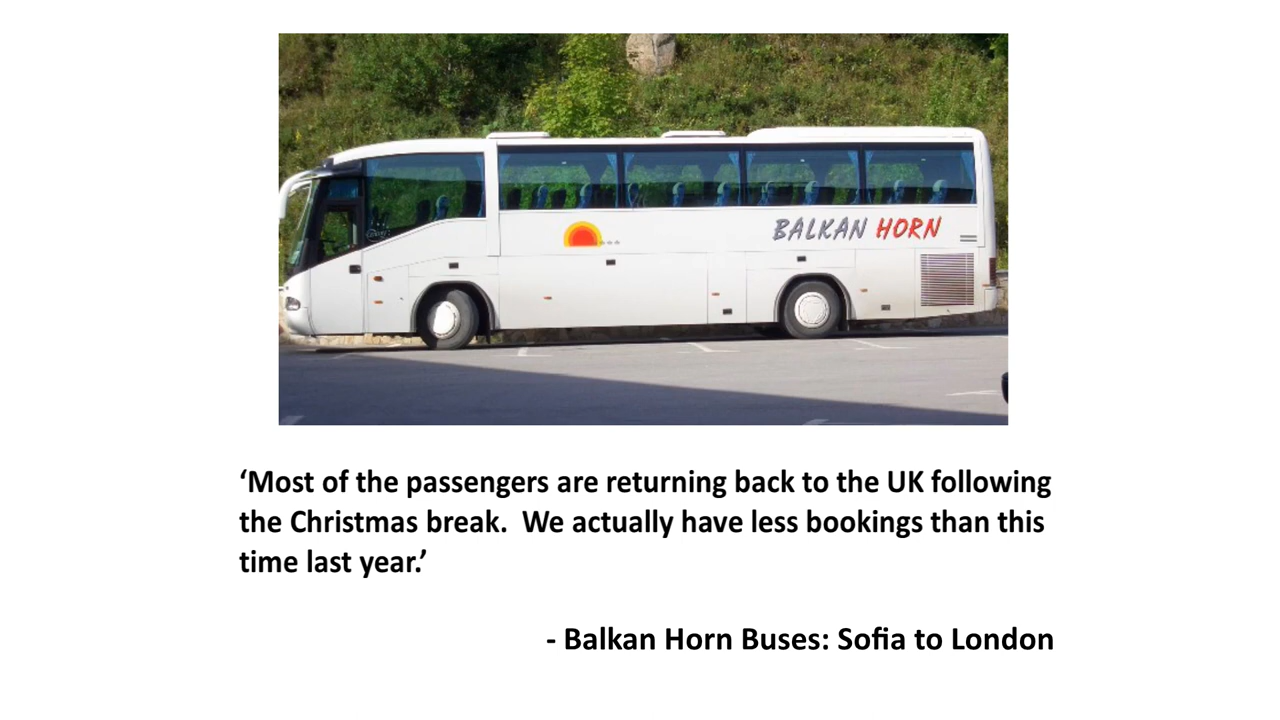 BALKAN HORN
‘Most of the passengers are returning back to the UK following
the Christmas break.  We actually have less bookings than this
time last year.’
- Balkan Horn Buses: Sofia to London